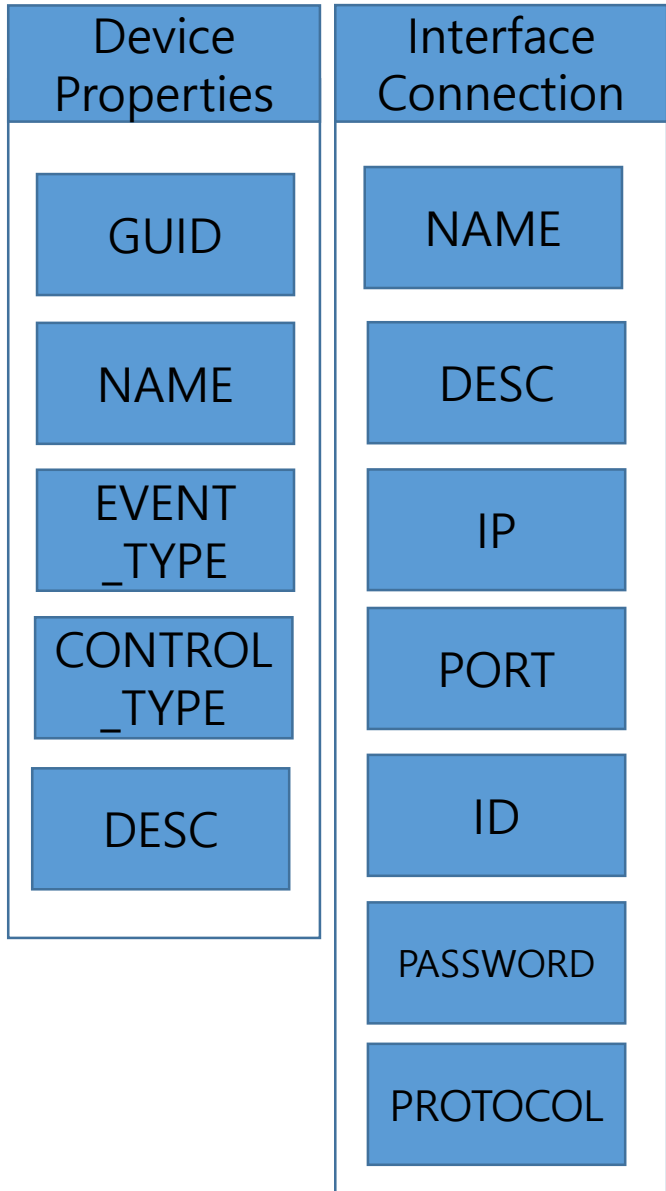 Device
Properties
GUID
NAME
EVENT
_TYPE
CONTROL
_TYPE
DESC
Interface
Connection
NAME
DESC
IP
PORT
ID
PASSWORD
PROTOCOL